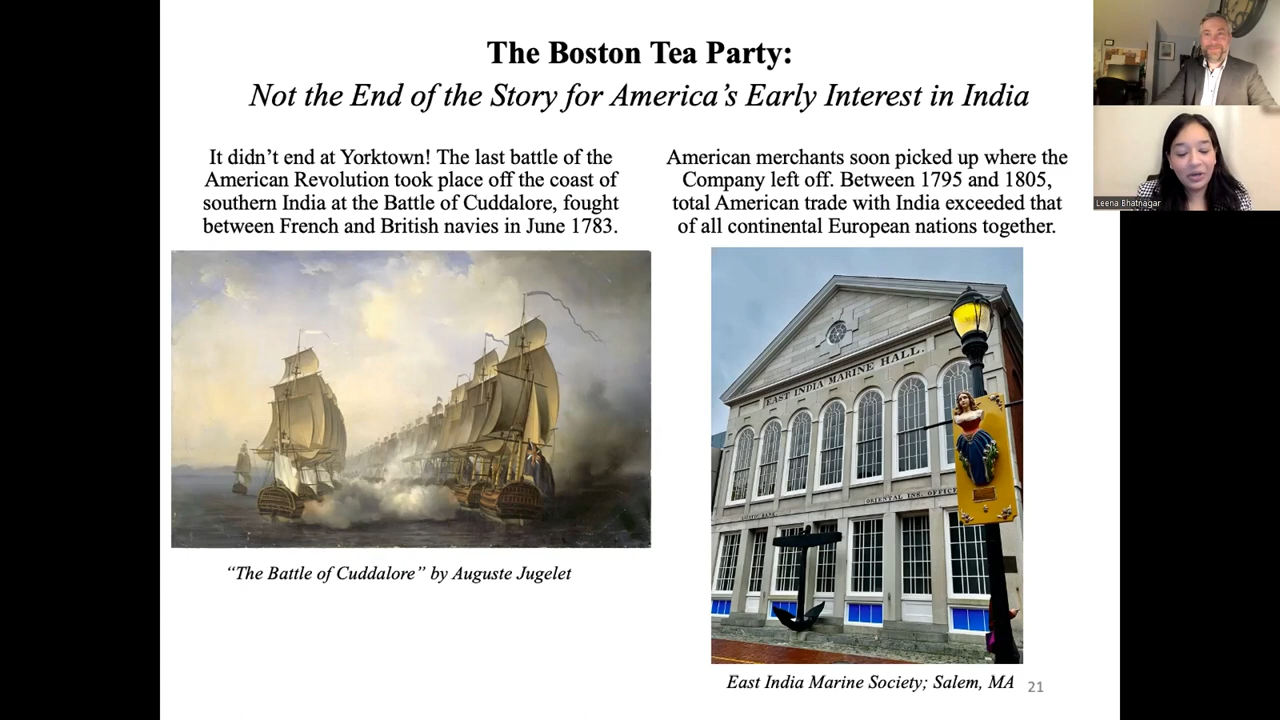 The Boston Tea Party:
Not the End of the Story for America’s Early Interest in India
It didn’t end at Yorktown! The last battle of the
American Revolution took place off the coast of
southern India at the Battle of Cuddalore, fought
between French and British navies in June 1783.
American merchants soon picked up where the
Company left off. Between 1795 and 1805,
total American trade with India exceeded that
of all continental European nations together.
EAST INDIA MARINE HALL.
ORIENTAL INS. OFFICE
“The Battle of Cuddalore” by Auguste Jugelet
East India Marine Society; Salem, MA
21
Leena Bhatnagar